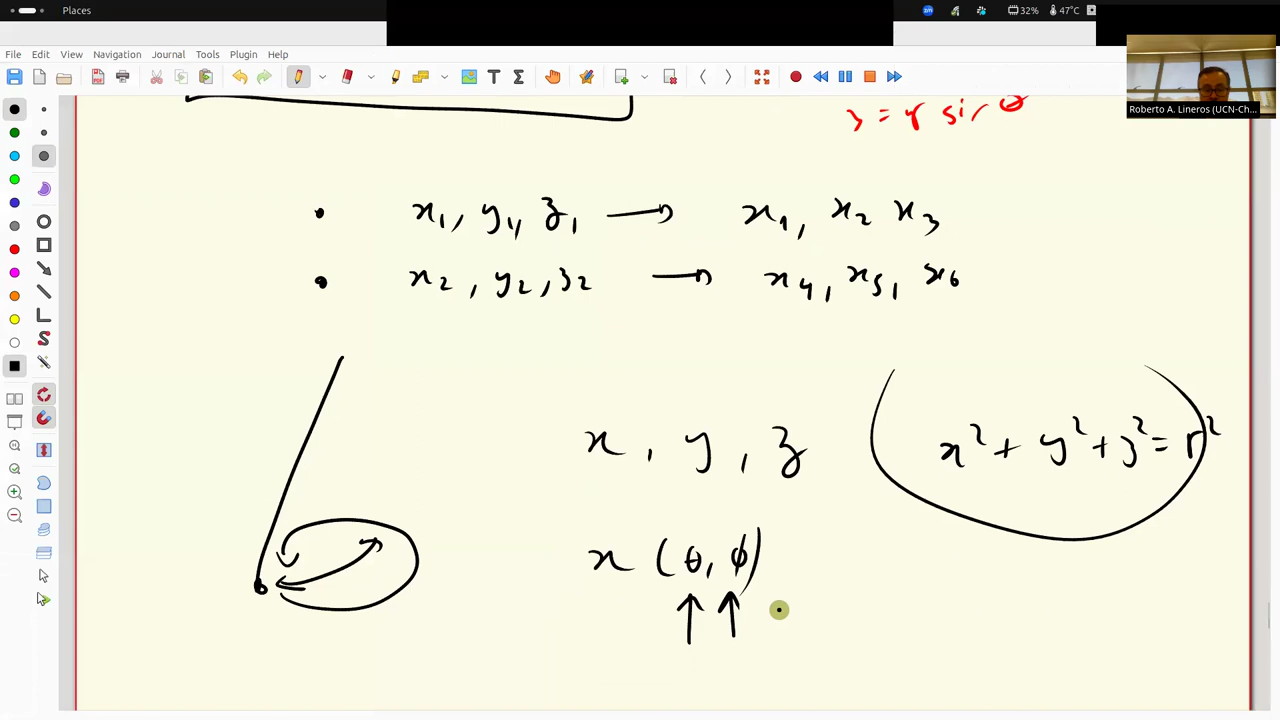 Places
32% 47°C
File Edit View Navigation Journal Tools Plugin Help
Roberto A. Lineros (UCN-Ch...
z = r sin θ
• x₁, y₁, z₁ → x₁, x₂ x₃
• x₂, y₂, z₂ → x₄, x₅, x₆
x, y, z x² + y² + z² = r²
x (θ, φ)